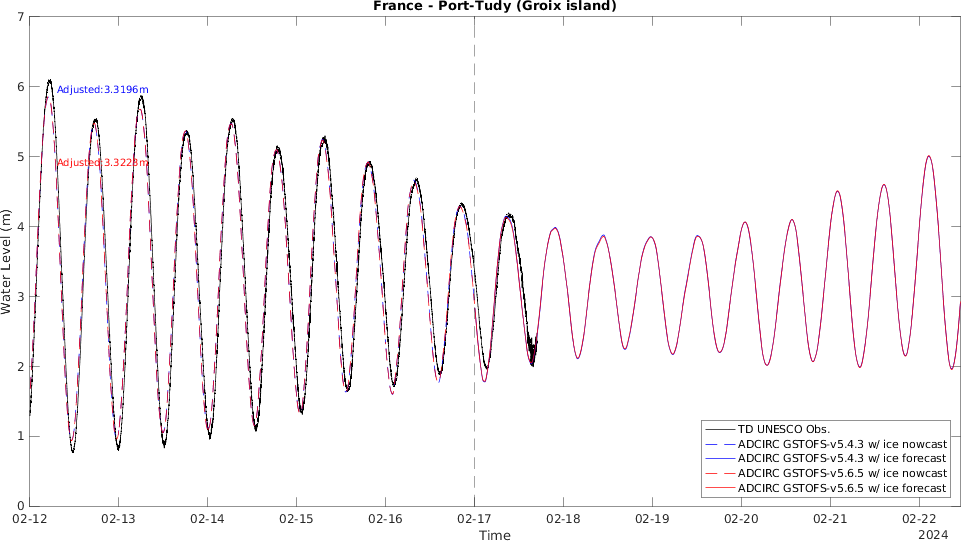 France - Port-Tudy (Groix island)
7
6
5
4
3
2
1
0
Water Level (m)
Adjusted:3.3196m
Adjusted:3.3223m
TD UNESCO Obs.
ADCIRC GSTOFS-v5.4.3 w/ ice nowcast
ADCIRC GSTOFS-v5.4.3 w/ ice forecast
ADCIRC GSTOFS-v5.6.5 w/ ice nowcast
ADCIRC GSTOFS-v5.6.5 w/ ice forecast
02-12 02-13 02-14 02-15 02-16 02-17 02-18 02-19 02-20 02-21 02-22
Time
2024